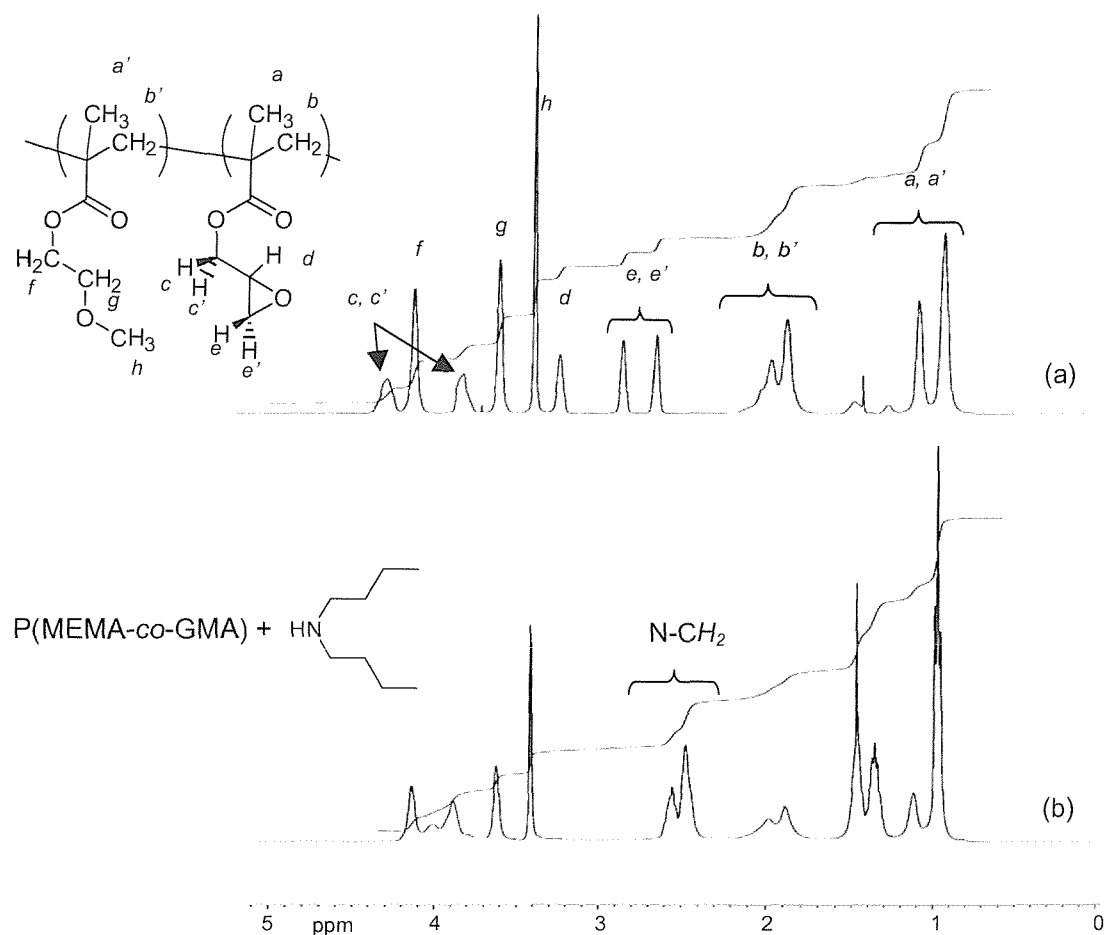 a'
a
b'
b
CH3
CH3
CH2
CH2
O
O
O
O
H2C
CH2
f
g
O
CH3
h
H
H
c
c'
H
d
O
H
H
e
e'
c, c'
f
g
h
d
e, e'
b, b'
a, a'
(a)
P(MEMA-co-GMA) +
HN
N-CH2
(b)
5 ppm 4 3 2 1 0